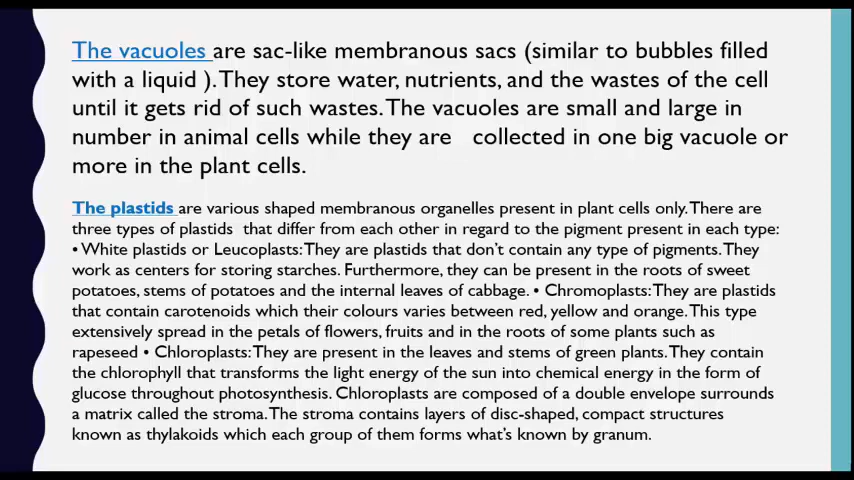 The vacuoles are sac-like membranous sacs (similar to bubbles filled
with a liquid ). They store water, nutrients, and the wastes of the cell
until it gets rid of such wastes. The vacuoles are small and large in
number in animal cells while they are collected in one big vacuole or
more in the plant cells.
The plastids are various shaped membranous organelles present in plant cells only. There are
three types of plastids that differ from each other in regard to the pigment present in each type:
• White plastids or Leucoplasts: They are plastids that don't contain any type of pigments. They
work as centers for storing starches. Furthermore, they can be present in the roots of sweet
potatoes, stems of potatoes and the internal leaves of cabbage. • Chromoplasts: They are plastids
that contain carotenoids which their colours varies between red, yellow and orange. This type
extensively spread in the petals of flowers, fruits and in the roots of some plants such as
rapeseed • Chloroplasts: They are present in the leaves and stems of green plants. They contain
the chlorophyll that transforms the light energy of the sun into chemical energy in the form of
glucose throughout photosynthesis. Chloroplasts are composed of a double envelope surrounds
a matrix called the stroma. The stroma contains layers of disc-shaped, compact structures
known as thylakoids which each group of them forms what's known by granum.